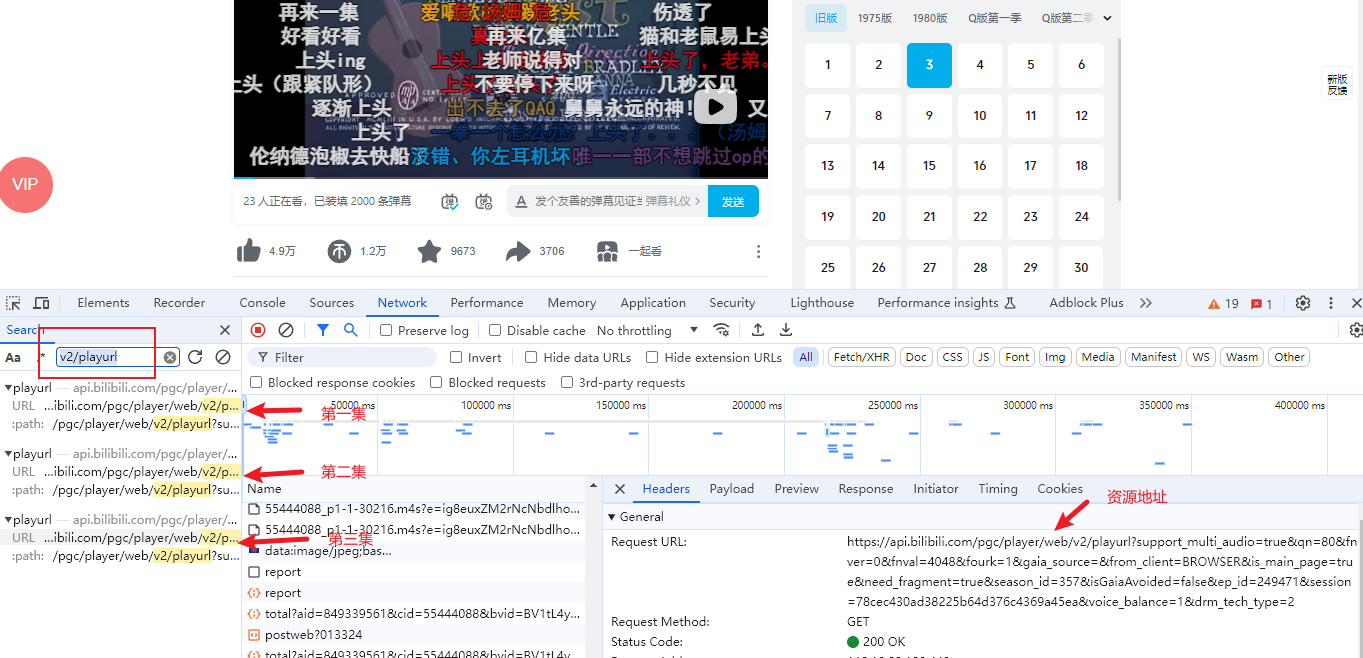 再来一集
伤透了
好看好看
再来亿集
猫和老鼠易上
上头ing
老师说得对
上头了，老弟。
上头（跟紧队形）
不要停下来呀
几秒不见
逐渐上头
出不去了QAQ
舅舅永远的神！
又
上头了
伦纳德泡椒去快船
没错、你左耳机坏
唯一一部不想跳过op的
VIP
23 人正在看，已装填 2000 条弹幕
发个友善的弹幕见证当
弹幕礼仪 >
发送
4.9万
1.2万
9673
3706
一起看
旧版
1975版
1980版
Q版第一季
Q版第二季
1 2 3 4 5 6
7 8 9 10 11 12
13 14 15 16 17 18
19 20 21 22 23 24
25 26 27 28 29 30
新版
反馈
Elements Recorder Console Sources Network Performance Memory Application Security Lighthouse Performance insights Adblock Plus 19 1
Search
Aa .* v2/playurl
playurl — api.bilibili.com/pgc/player/...
URL ...ibili.com/pgc/player/web/v2/p...
:path: /pgc/player/web/v2/playurl?su...
playurl — api.bilibili.com/pgc/player/...
URL ...ibili.com/pgc/player/web/v2/p...
:path: /pgc/player/web/v2/playurl?su...
playurl — api.bilibili.com/pgc/player/...
URL ...ibili.com/pgc/player/web/v2/p...
:path: /pgc/player/web/v2/playurl?su...
第一集
第二集
第三集
Preserve log Disable cache No throttling
Filter Invert Hide data URLs Hide extension URLs All Fetch/XHR Doc CSS JS Font Img Media Manifest WS Wasm Other
Blocked response cookies Blocked requests 3rd-party requests
50000 ms 100000 ms 150000 ms 200000 ms 250000 ms 300000 ms 350000 ms 400000 ms
Name
55444088_p1-1-30216.m4s?e=ig8euxZM2rNcNbdlho...
55444088_p1-1-30216.m4s?e=ig8euxZM2rNcNbdlho...
data:image/jpeg;bas...
report
report
total?aid=849339561&cid=55444088&bvid=BV1tL4y...
postweb?013324
total?aid=849339561&cid=55444088&bvid=BV1tL4y...
Headers Payload Preview Response Initiator Timing Cookies
资源地址
General
Request URL:
https://api.bilibili.com/pgc/player/web/v2/playurl?support_multi_audio=true&qn=80&f
nver=0&fnval=4048&fourk=1&gaia_source=&from_client=BROWSER&is_main_page=tru
e&need_fragment=true&season_id=357&isGaiaAvoided=false&ep_id=249471&session
=78cec430ad38225b64d376c4369a45ea&voice_balance=1&drm_tech_type=2
Request Method:
GET
Status Code:
200 OK